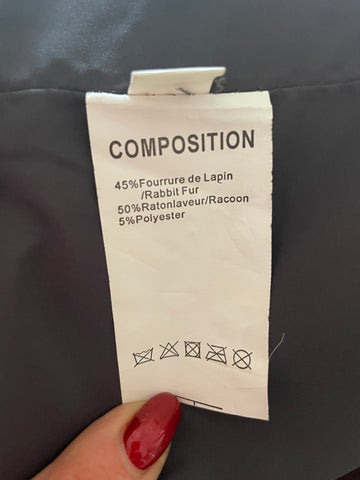 COMPOSITION
45%Fourrure de Lapin
/Rabbit Fur
50%Ratonlaveur/Racoon
5%Polyester